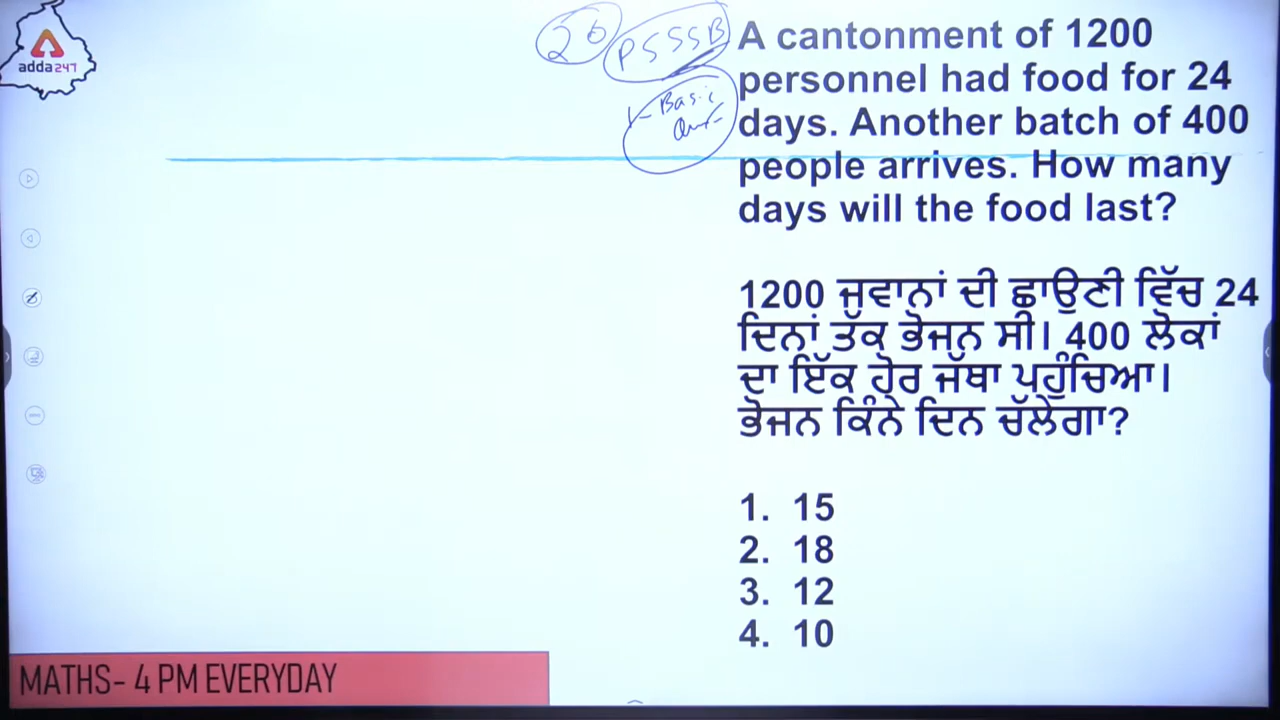 adda247
20
PSSSB
Basic
A cantonment of 1200
personnel had food for 24
days. Another batch of 400
people arrives. How many
days will the food last?
1200 ਜੁਵਾਨਾਂ ਦੀ ਛਾਉਣੀ ਵਿੱਚ 24
ਦਿਨਾਂ ਤੱਕ ਭੋਜਨ ਸੀ। 400 ਲੋਕਾਂ
ਦਾ ਇੱਕ ਹੋਰ ਜੱਥਾ ਪਹੁੰਚਿਆ।
ਭੋਜਨ ਕਿੰਨੇ ਦਿਨ ਚੱਲੇਗਾ?
1. 15
2. 18
3. 12
4. 10
MATHS- 4 PM EVERYDAY